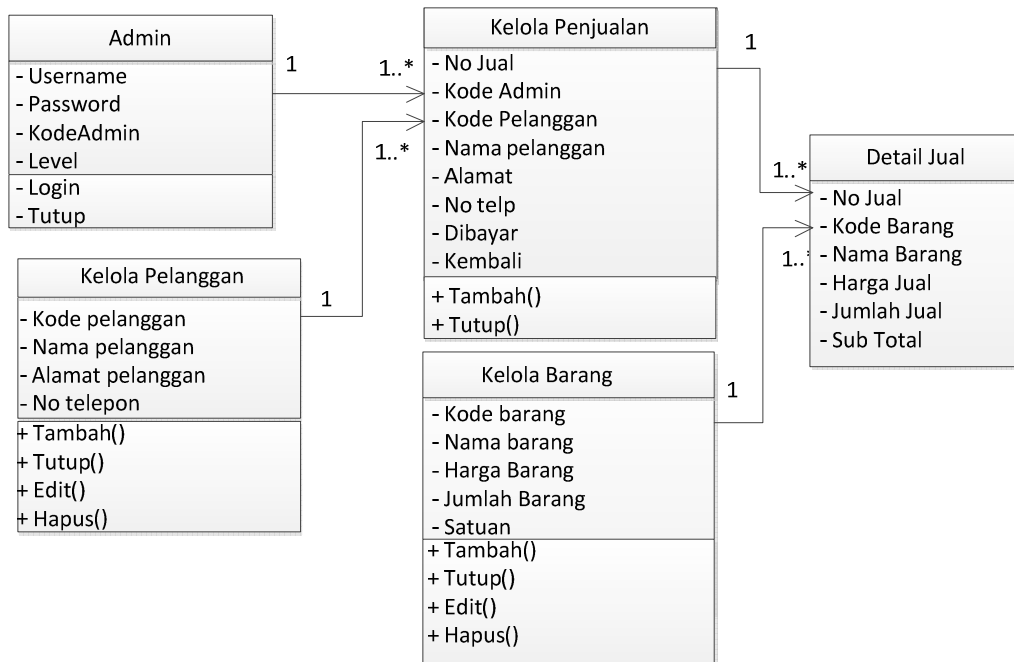 Admin
- Username
- Password
- KodeAdmin
- Level
- Login
- Tutup
1
1..*
Kelola Pelanggan
- Kode pelanggan
- Nama pelanggan
- Alamat pelanggan
- No telepon
+ Tambah()
+ Tutup()
+ Edit()
+ Hapus()
1
1..*
Kelola Penjualan
- No Jual
- Kode Admin
- Kode Pelanggan
- Nama pelanggan
- Alamat
- No telp
- Dibayar
- Kembali
+ Tambah()
+ Tutup()
1
1..*
Kelola Barang
- Kode barang
- Nama barang
- Harga Barang
- Jumlah Barang
- Satuan
+ Tambah()
+ Tutup()
+ Edit()
+ Hapus()
1
1..*
Detail Jual
- No Jual
- Kode Barang
- Nama Barang
- Harga Jual
- Jumlah Jual
- Sub Total